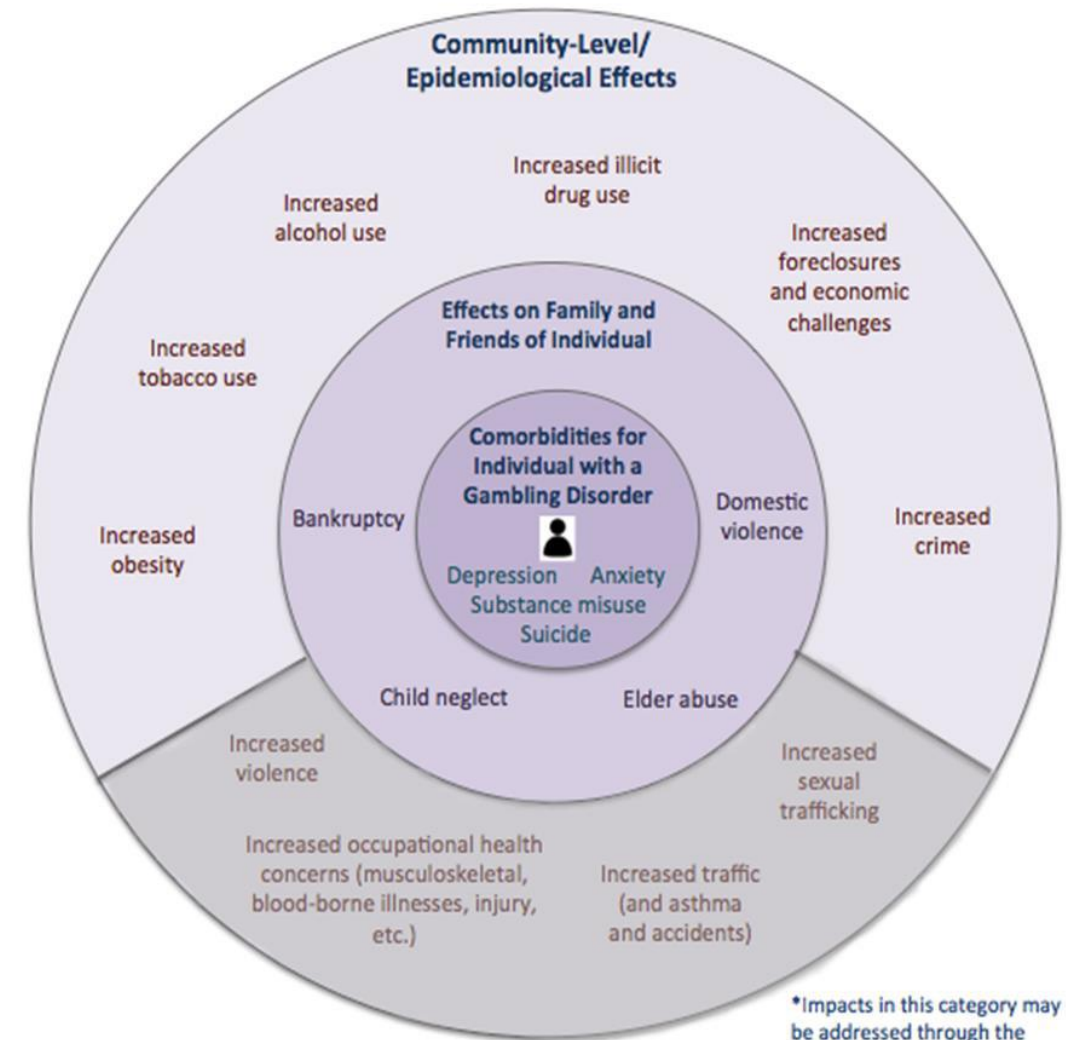 Community-Level/
Epidemiological Effects
Increased illicit
drug use
Increased
alcohol use
Increased
foreclosures
and economic
challenges
Increased
tobacco use
Increased
obesity
Increased
crime
Effects on Family and
Friends of Individual
Bankruptcy
Domestic
violence
Child neglect
Elder abuse
Comorbidities for
Individual with a
Gambling Disorder
Depression Anxiety
Substance misuse
Suicide
Increased
violence
Increased
sexual
trafficking
Increased occupational health
concerns (musculoskeletal,
blood-borne illnesses, injury,
etc.)
Increased traffic
(and asthma
and accidents)
*Impacts in this category may
be addressed through the